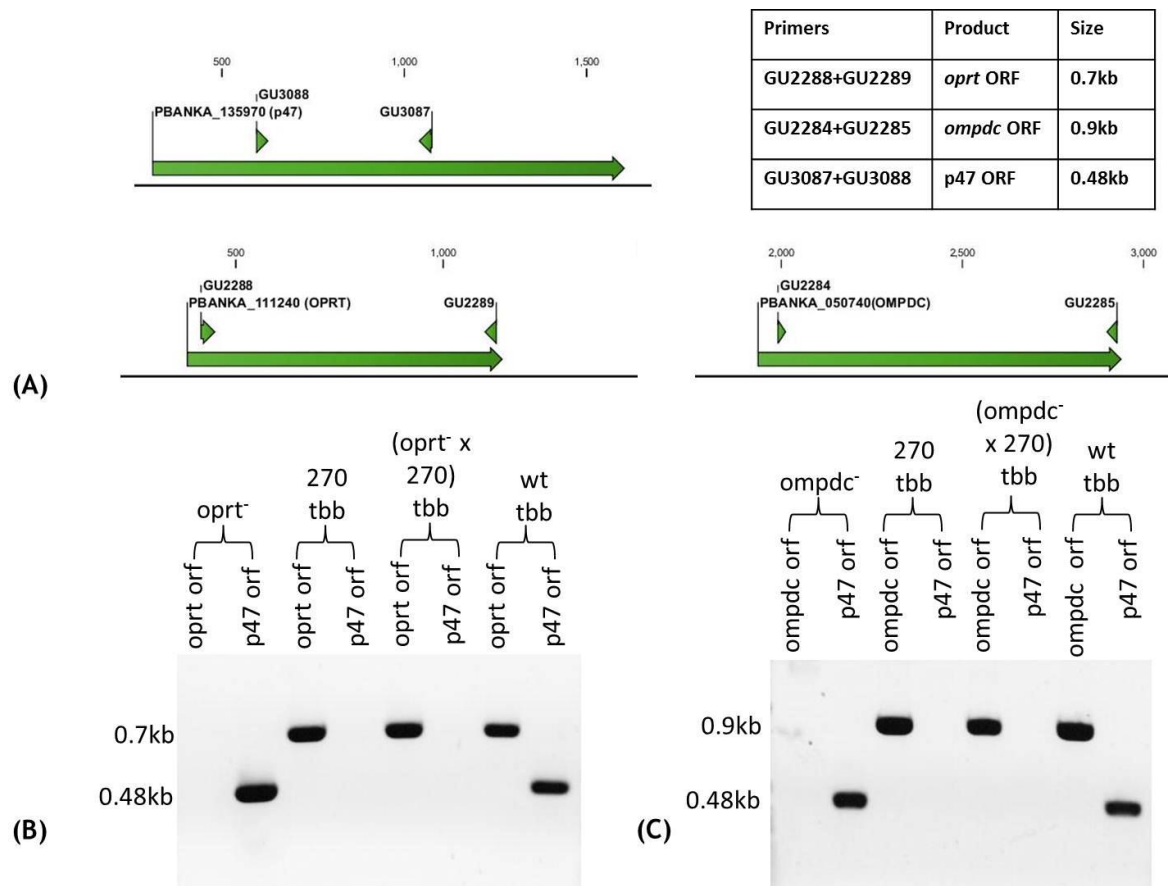 500 1,000 1,500
GU3088
PBANKA_135970 (p47) GU3087
Primers Product Size
GU2288+GU2289 oprt ORF 0.7kb
GU2284+GU2285 ompdc ORF 0.9kb
GU3087+GU3088 p47 ORF 0.48kb
500 1,000
GU2288
PBANKA_111240 (OPRT) GU2289
2,000 2,500 3,000
GU2284
PBANKA_050740(OMPDC) GU2285
(A)
oprt⁻
270
tbb
(oprt⁻ x
270)
tbb
wt
tbb
oprt orf
p47 orf
oprt orf
p47 orf
oprt orf
p47 orf
oprt orf
p47 orf
0.7kb
0.48kb
(B)
ompdc⁻
270
tbb
(ompdc⁻
x 270)
tbb
wt
tbb
ompdc orf
p47 orf
ompdc orf
p47 orf
ompdc orf
p47 orf
ompdc orf
p47 orf
0.9kb
0.48kb
(C)